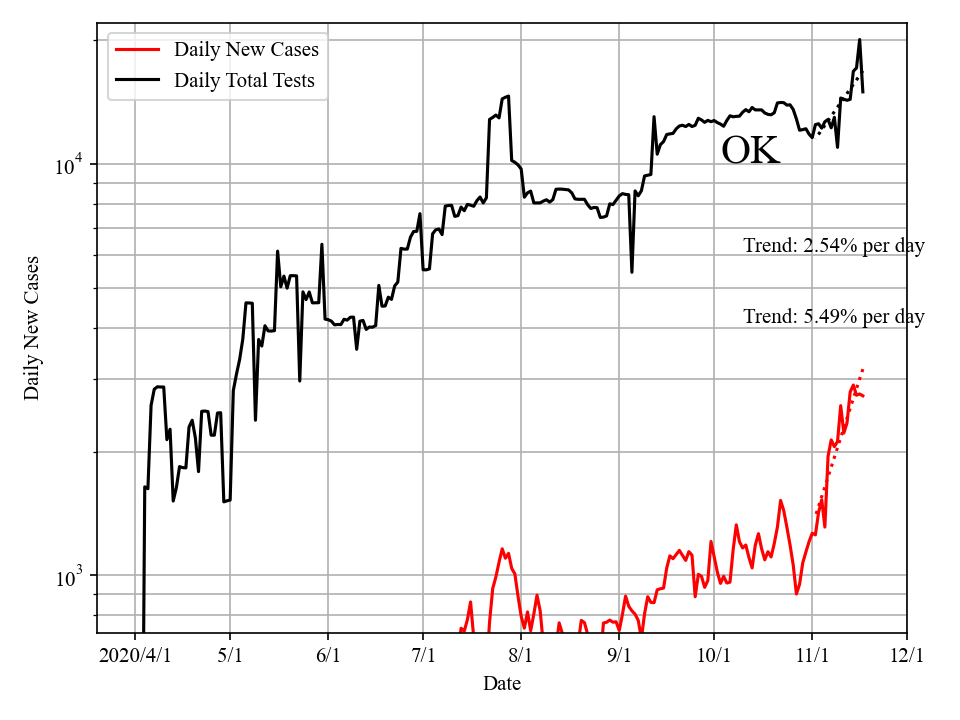 Daily New Cases
Daily Total Tests
OK
10^4
Trend: 2.54% per day
Trend: 5.49% per day
10^3
Daily New Cases
2020/4/1 5/1 6/1 7/1 8/1 9/1 10/1 11/1 12/1
Date